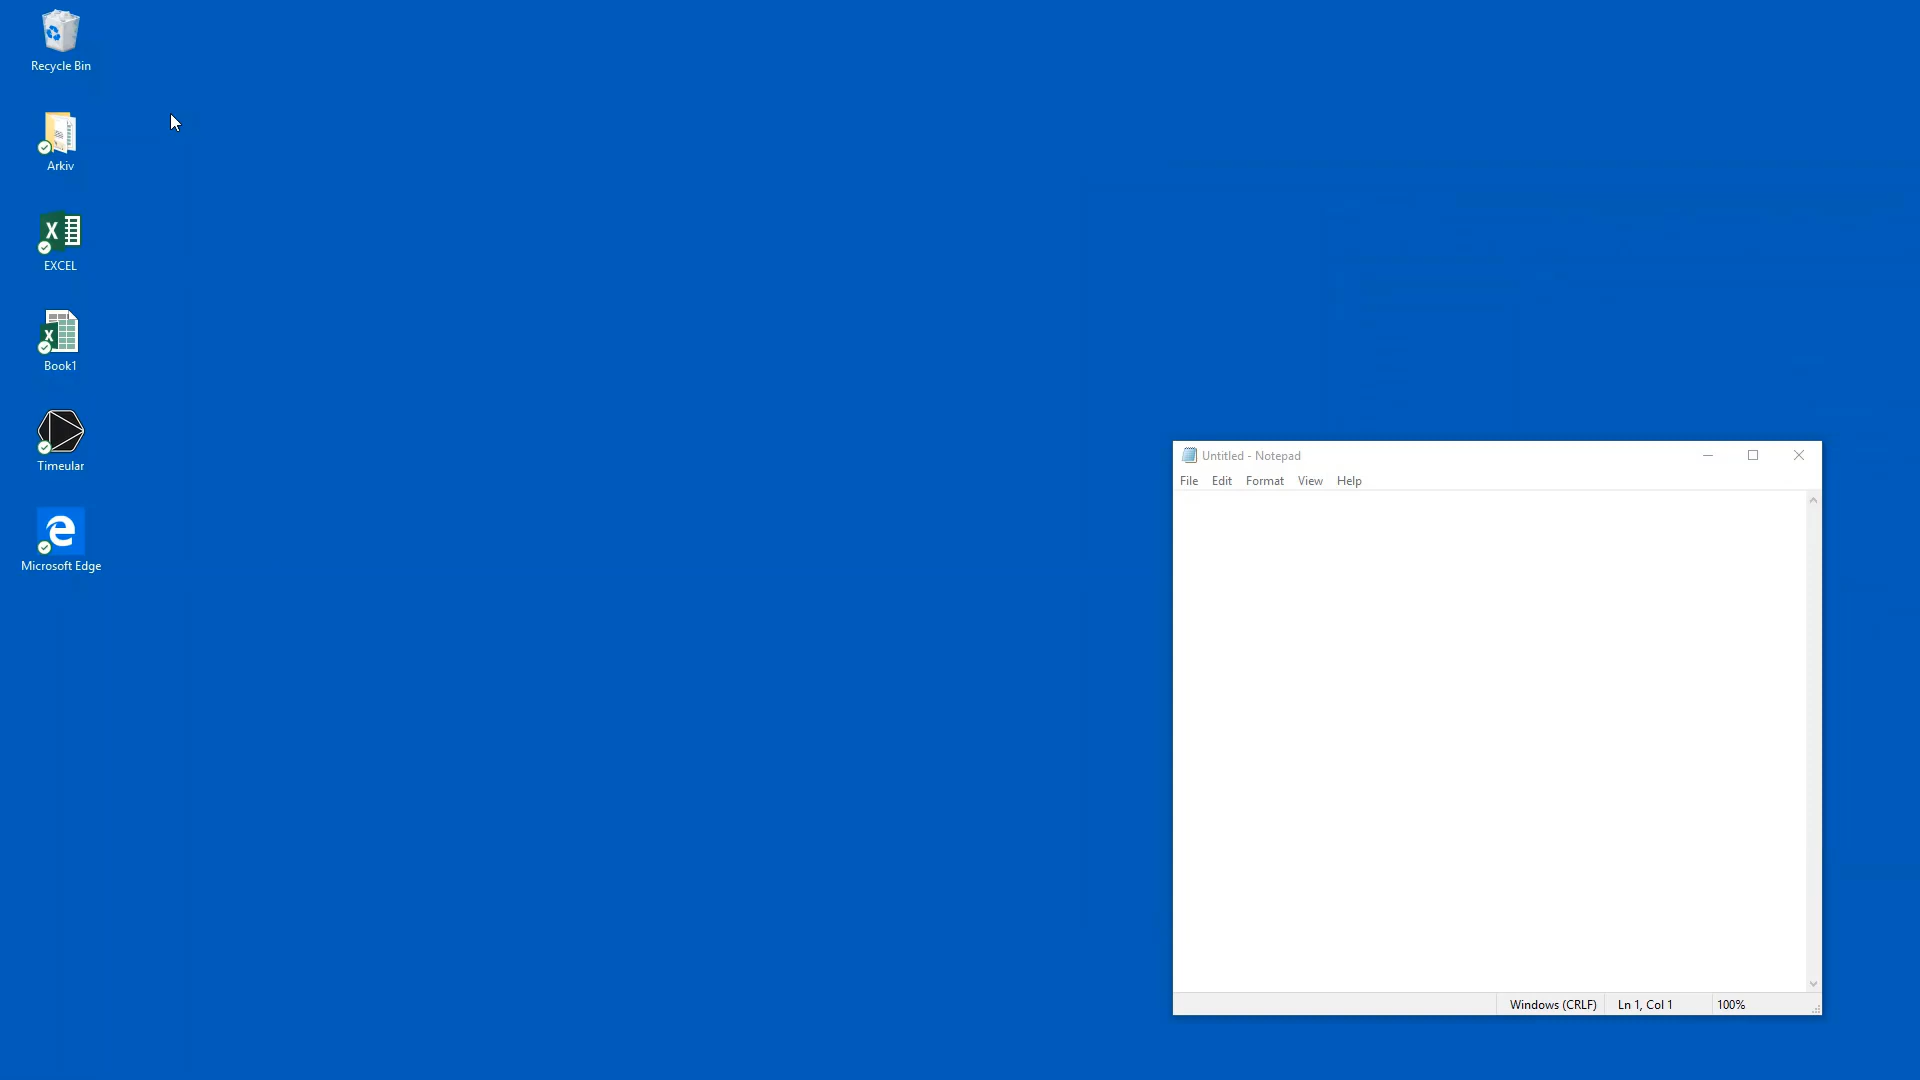 Recycle Bin
Arkiv
EXCEL
Book1
Timeular
Microsoft Edge
Untitled - Notepad
File Edit Format View Help
Windows (CRLF) Ln 1, Col 1 100%